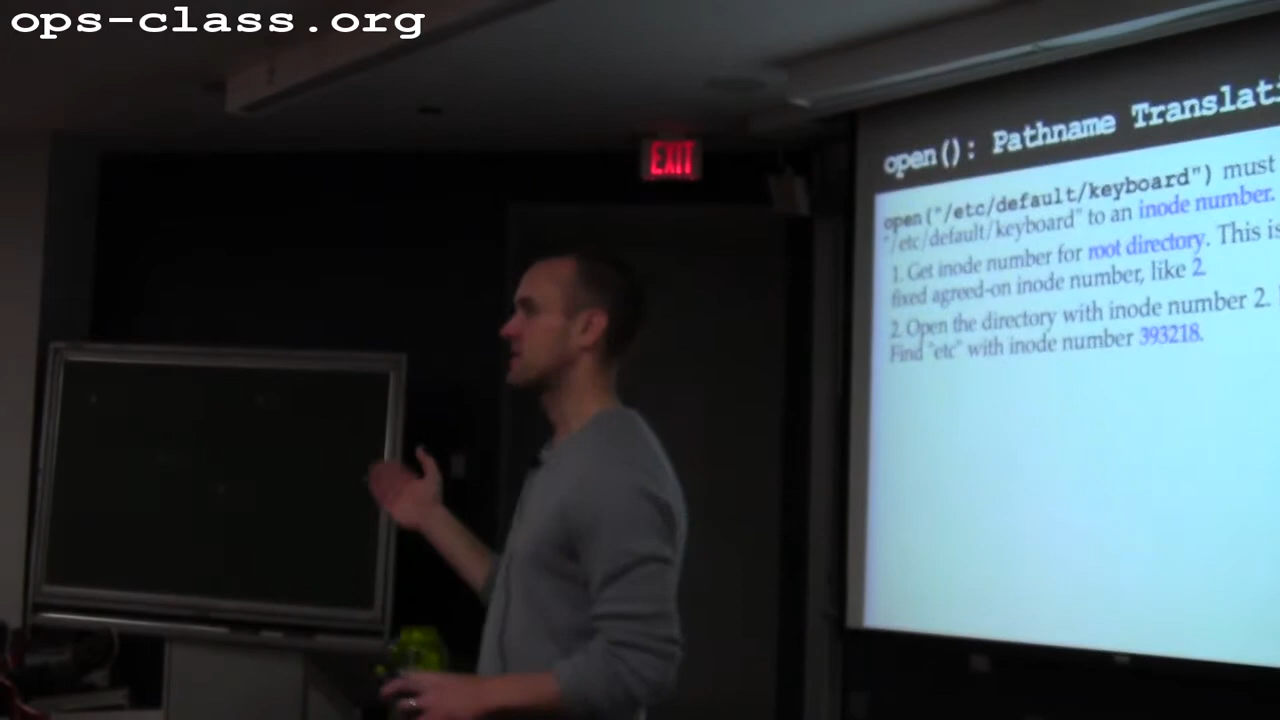 ops-class.org
EXIT
open(): Pathname
open("/etc/default/keyboard") must
"/etc/default/keyboard" to an inode number.
1. Get inode number for root directory. This is
fixed agreed-on inode number, like 2.
2. Open the directory with inode number 2.
Find "etc" with inode number 393218.